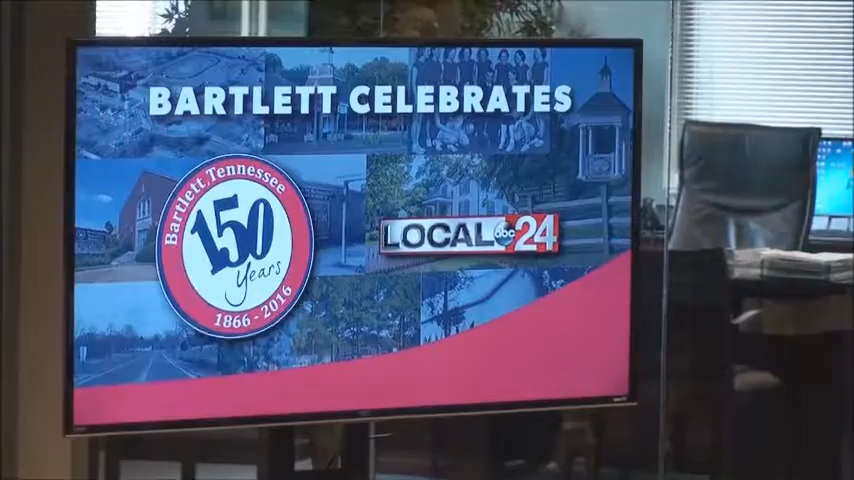 BARTLETT CELEBRATES
Bartlett, Tennessee
150
Years
1866 - 2016
LOCAL abc 24